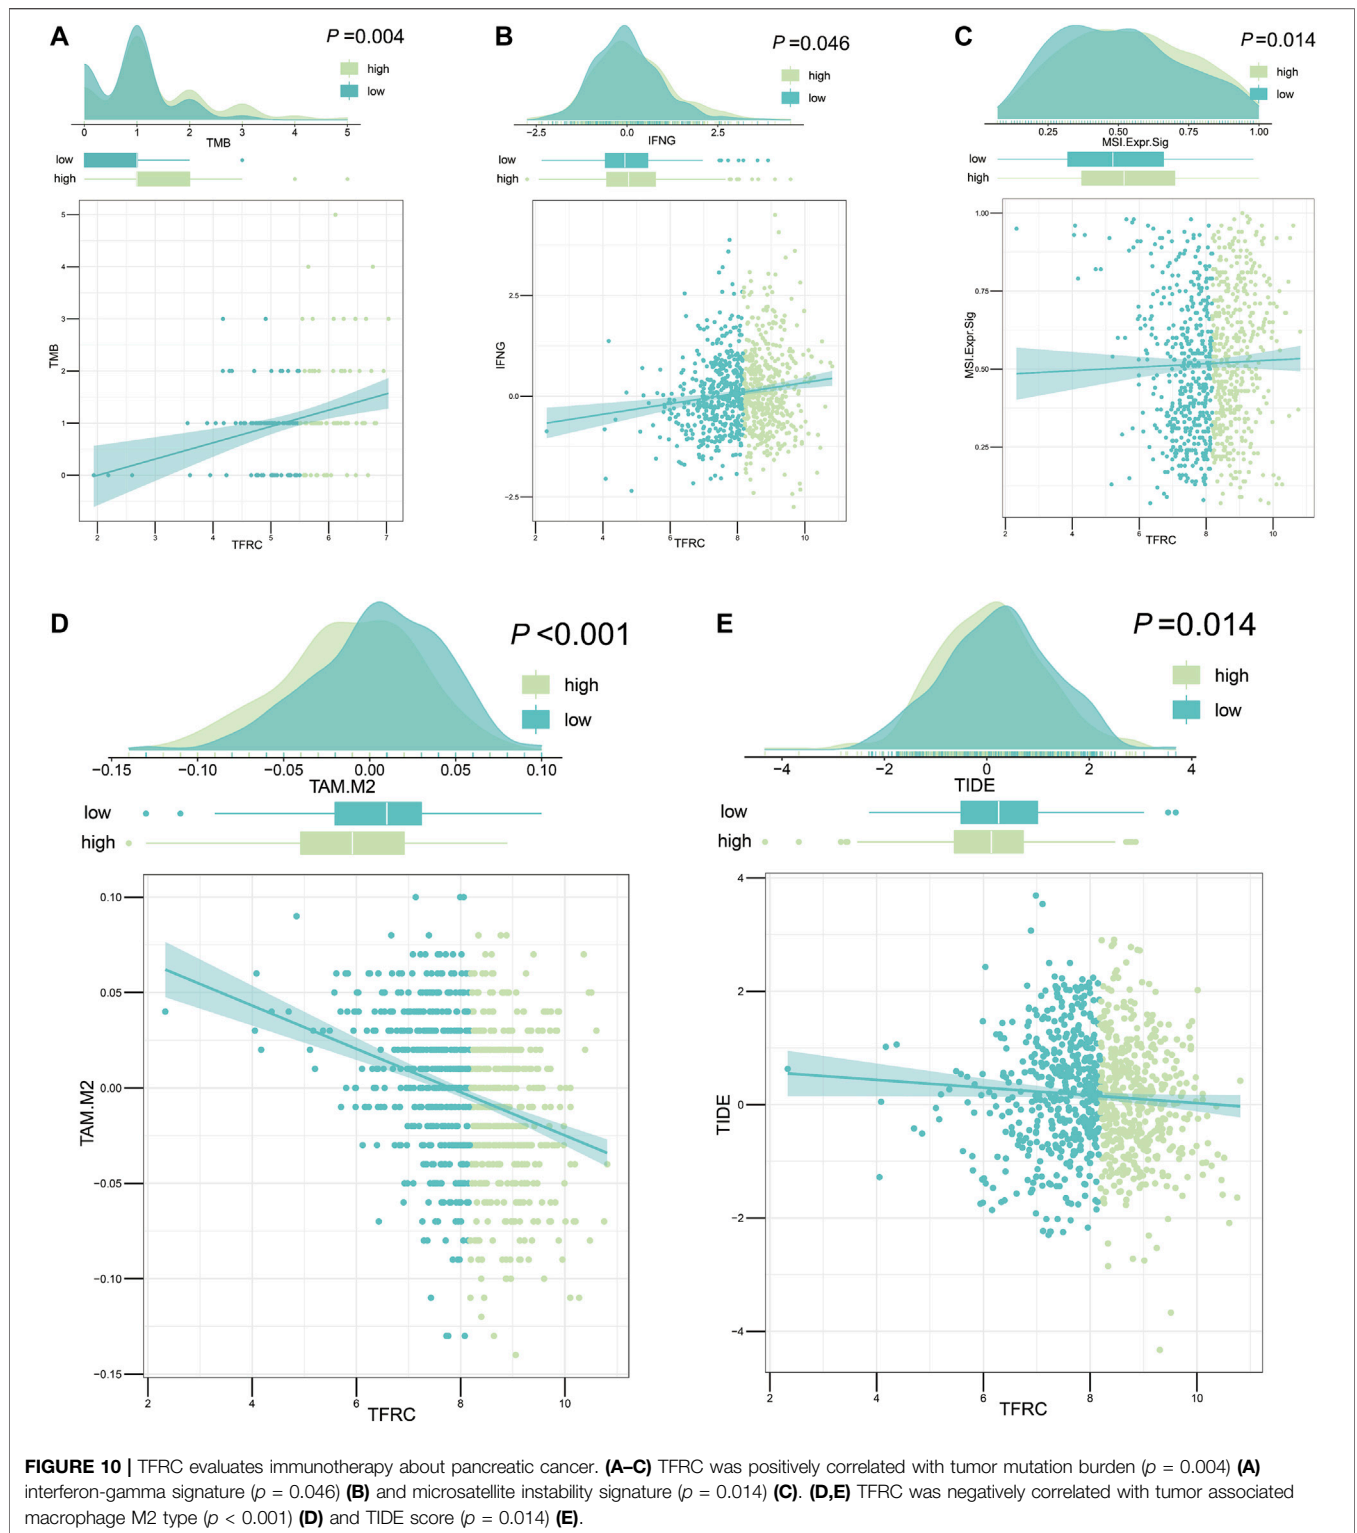 A
P =0.004
high
low
0 1 2 3 4 5
TMB
low
high
5
4
3
2
1
0
TMB
2 3 4 5 6 7
TFRC
B
P =0.046
high
low
−2.5 0.0 2.5
IFNG
low
high
2.5
0.0
−2.5
IFNG
2 4 6 8 10
TFRC
C
P =0.014
high
low
0.25 0.50 0.75 1.00
MSI.Expr.Sig
low
high
1.00
0.75
0.50
0.25
MSI.Expr.Sig
2 4 6 8 10
TFRC
D
P <0.001
high
low
−0.15 −0.10 −0.05 0.00 0.05 0.10
TAM.M2
low
high
0.10
0.05
0.00
−0.05
−0.10
−0.15
TAM.M2
2 4 6 8 10
TFRC
E
P =0.014
high
low
−4 −2 0 2 4
TIDE
low
high
4
2
0
−2
−4
TIDE
2 4 6 8 10
TFRC
FIGURE 10 | TFRC evaluates immunotherapy about pancreatic cancer. (A–C) TFRC was positively correlated with tumor mutation burden (p = 0.004) (A)
interferon-gamma signature (p = 0.046) (B) and microsatellite instability signature (p = 0.014) (C). (D,E) TFRC was negatively correlated with tumor associated
macrophage M2 type (p < 0.001) (D) and TIDE score (p = 0.014) (E).